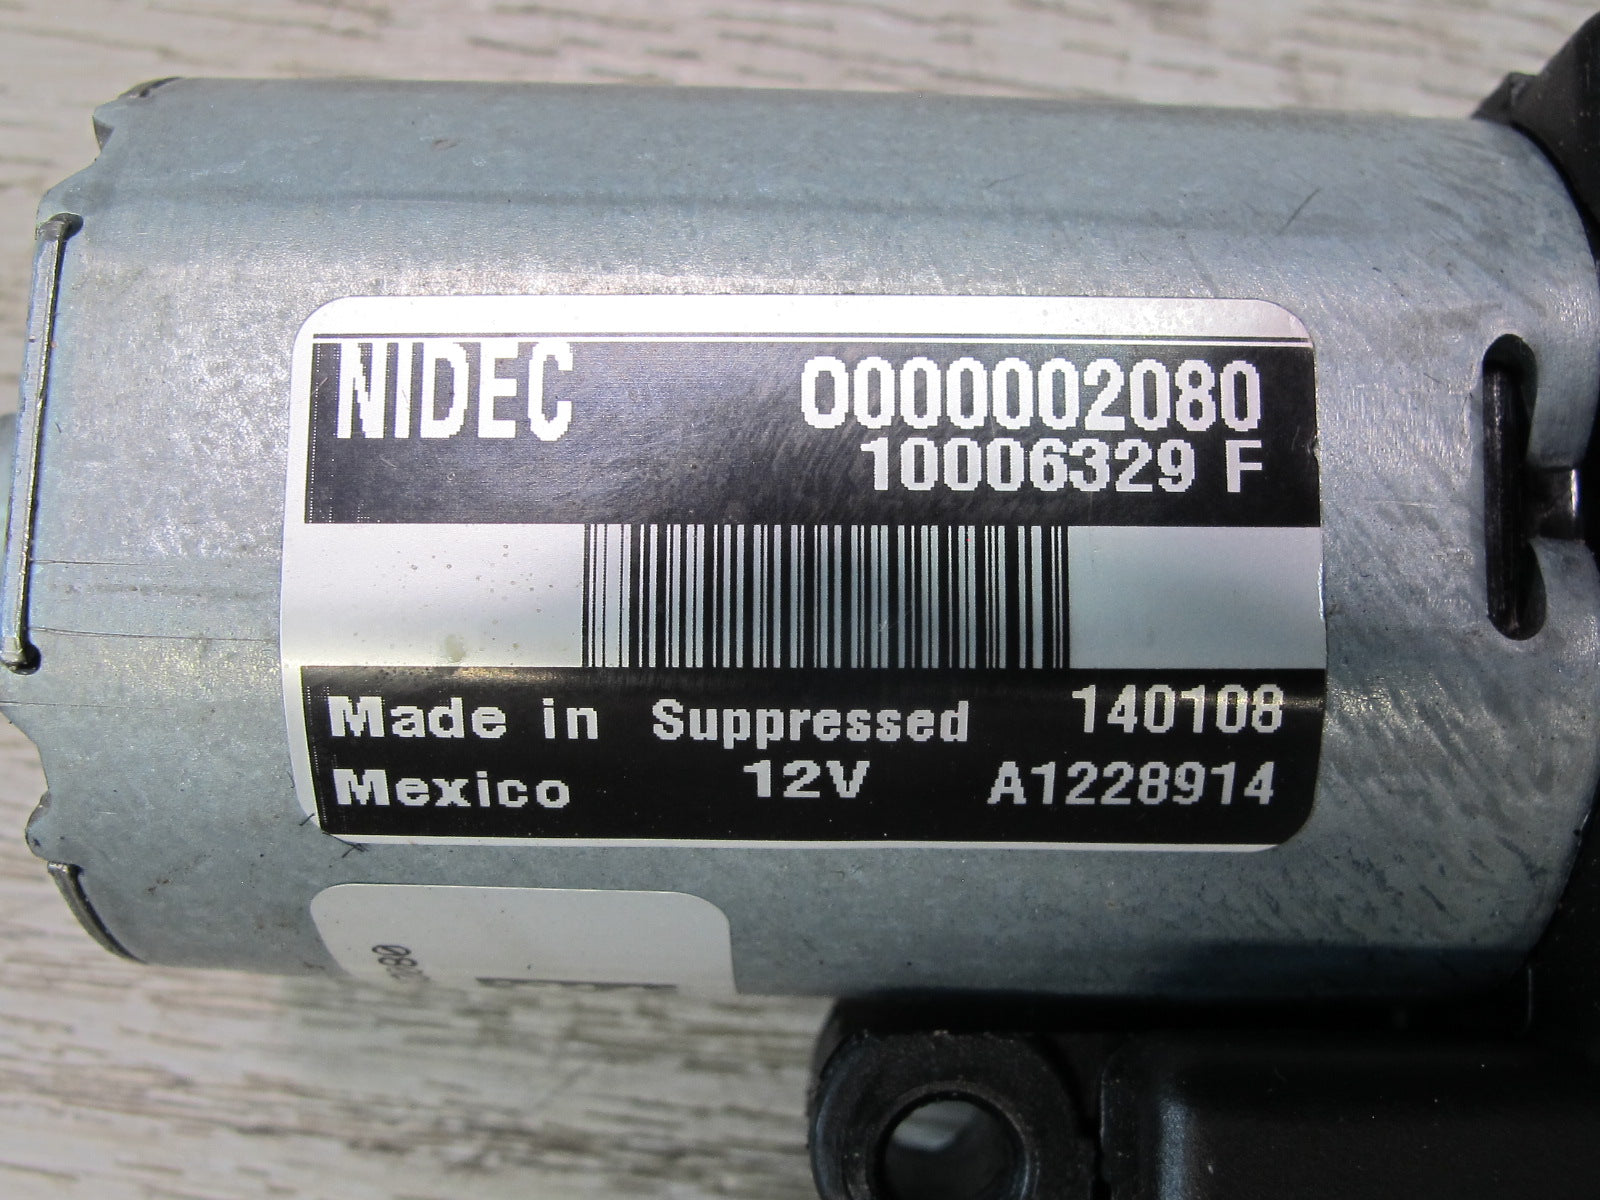 NIDEC 0000002080
10006329 F
Made in Suppressed 140108
Mexico 12V A1228914